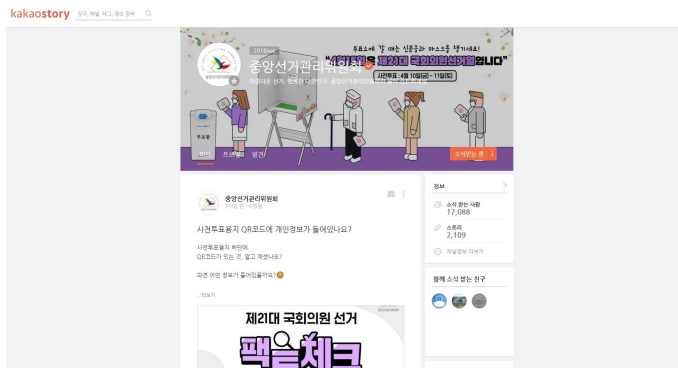 kakaostory
친구, 채널, 태그, 장소 검색
투표소에 갈 때는 신분증과 마스크를 챙기세요!
제21대 국회의원선거일입니다"
사전투표 : 4월 10일(금)~11일(토)
중앙선거관리위원회
투표함
발견
소식받는 중
중앙선거관리위원회
사전투표용지 QR코드에 개인정보가 들어있나요?
사전투표용지 하단에
QR코드가 있는 것, 알고 계셨나요?
과연 어떤 정보가 들어있을까요?
...더보기
제21대 국회의원 선거
팩트체크
정보
소식 받는 사람
17,088
스토리
2,109
채널정보 더보기
함께 소식 받는 친구